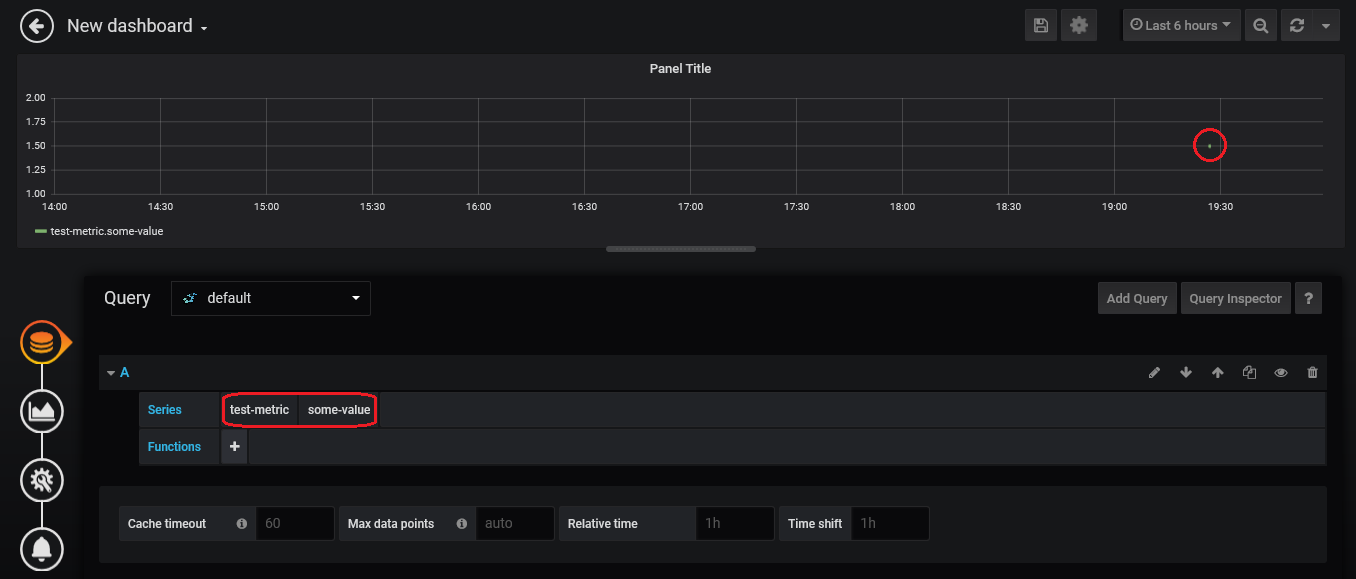 New dashboard
Last 6 hours
Panel Title
2.00
1.75
1.50
1.25
1.00
14:00 14:30 15:00 15:30 16:00 16:30 17:00 17:30 18:00 18:30 19:00 19:30
test-metric.some-value
Query default Add Query Query Inspector ?
A
Series test-metric some-value
Functions +
Cache timeout 60 Max data points auto Relative time 1h Time shift 1h